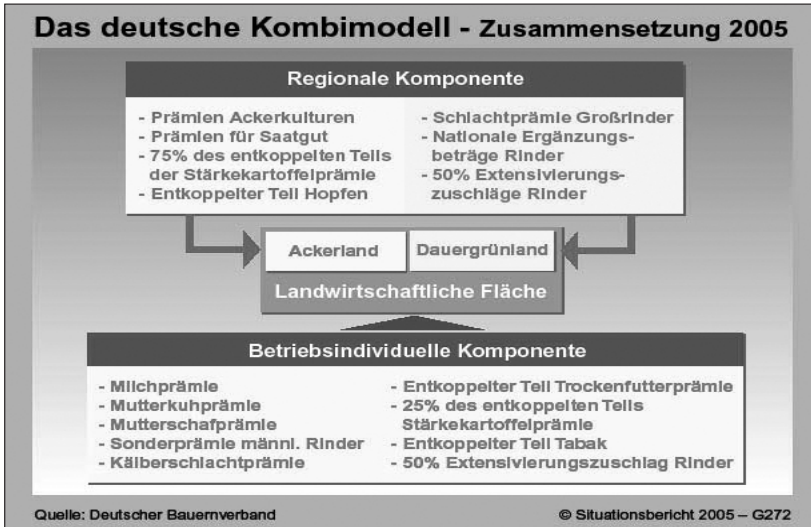 Das deutsche Kombimodell - Zusammensetzung 2005
Regionale Komponente
- Prämien Ackerkulturen
- Prämien für Saatgut
- 75% des entkoppelten Teils
der Stärkekartoffelprämie
- Entkoppelter Teil Hopfen
- Schlachtprämie Großrinder
- Nationale Ergänzungs-
beträge Rinder
- 50% Extensivierungs-
zuschläge Rinder
Ackerland
Dauergrünland
Landwirtschaftliche Fläche
Betriebsindividuelle Komponente
- Milchprämie
- Mutterkuhprämie
- Mutterschafprämie
- Sonderprämie männl. Rinder
- Kälberschlachtprämie
- Entkoppelter Teil Trockenfutterprämie
- 25% des entkoppelten Teils
Stärkekartoffelprämie
- Entkoppelter Teil Tabak
- 50% Extensivierungszuschlag Rinder
Quelle: Deutscher Bauernverband
© Situationsbericht 2005 – G272